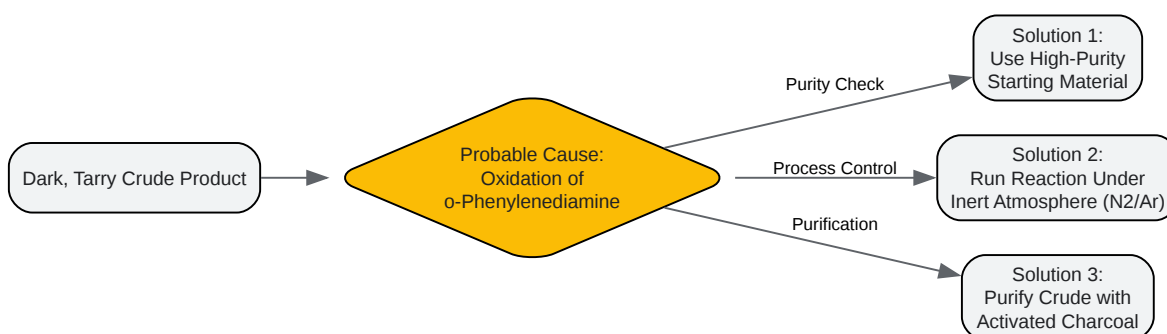 Dark, Tarry Crude Product
Probable Cause:
Oxidation of
o-Phenylenediamine
Purity Check
Process Control
Purification
Solution 1:
Use High-Purity
Starting Material
Solution 2:
Run Reaction Under
Inert Atmosphere (N2/Ar)
Solution 3:
Purify Crude with
Activated Charcoal